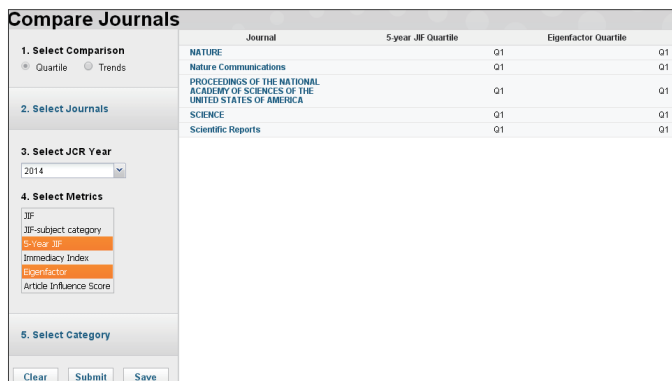 Compare Journals
1. Select Comparison
Quartile Trends
2. Select Journals
3. Select JCR Year
2014
4. Select Metrics
JIF
JIF-subject category
5-Year JIF
Immediacy Index
Eigenfactor
Article Influence Score
5. Select Category
Clear Submit Save
Journal 5-year JIF Quartile Eigenfactor Quartile
NATURE Q1 Q1
Nature Communications Q1 Q1
PROCEEDINGS OF THE NATIONAL
ACADEMY OF SCIENCES OF THE Q1 Q1
UNITED STATES OF AMERICA
SCIENCE Q1 Q1
Scientific Reports Q1 Q1